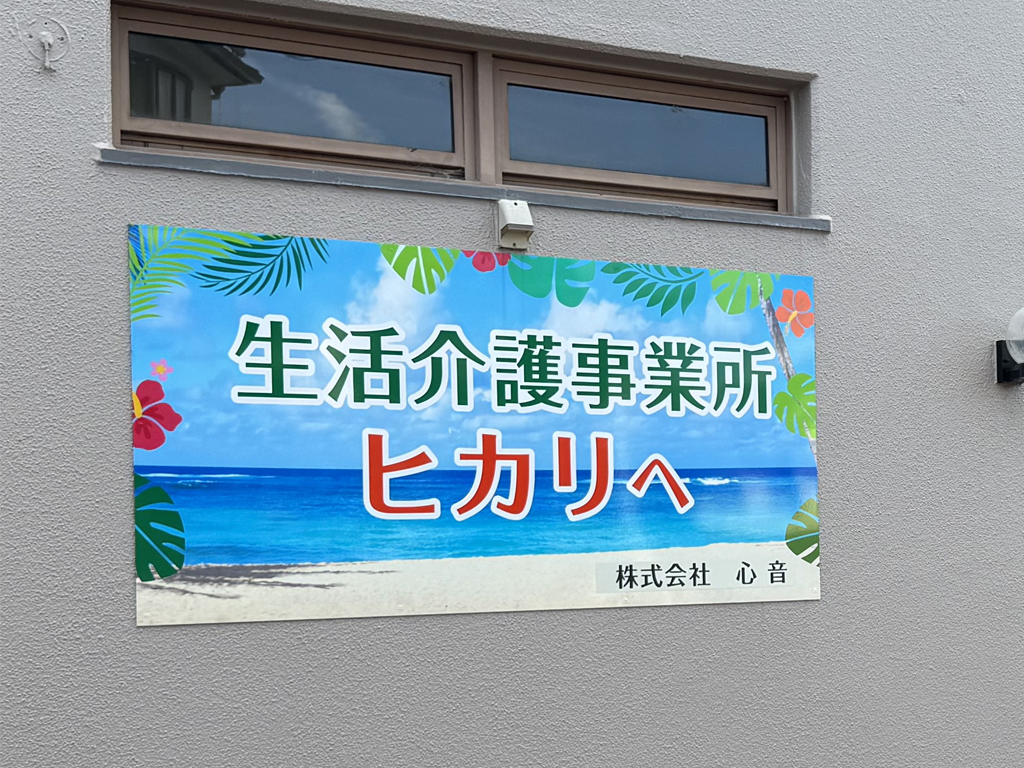 生活介護事業所
ヒカリへ
株式会社 心音